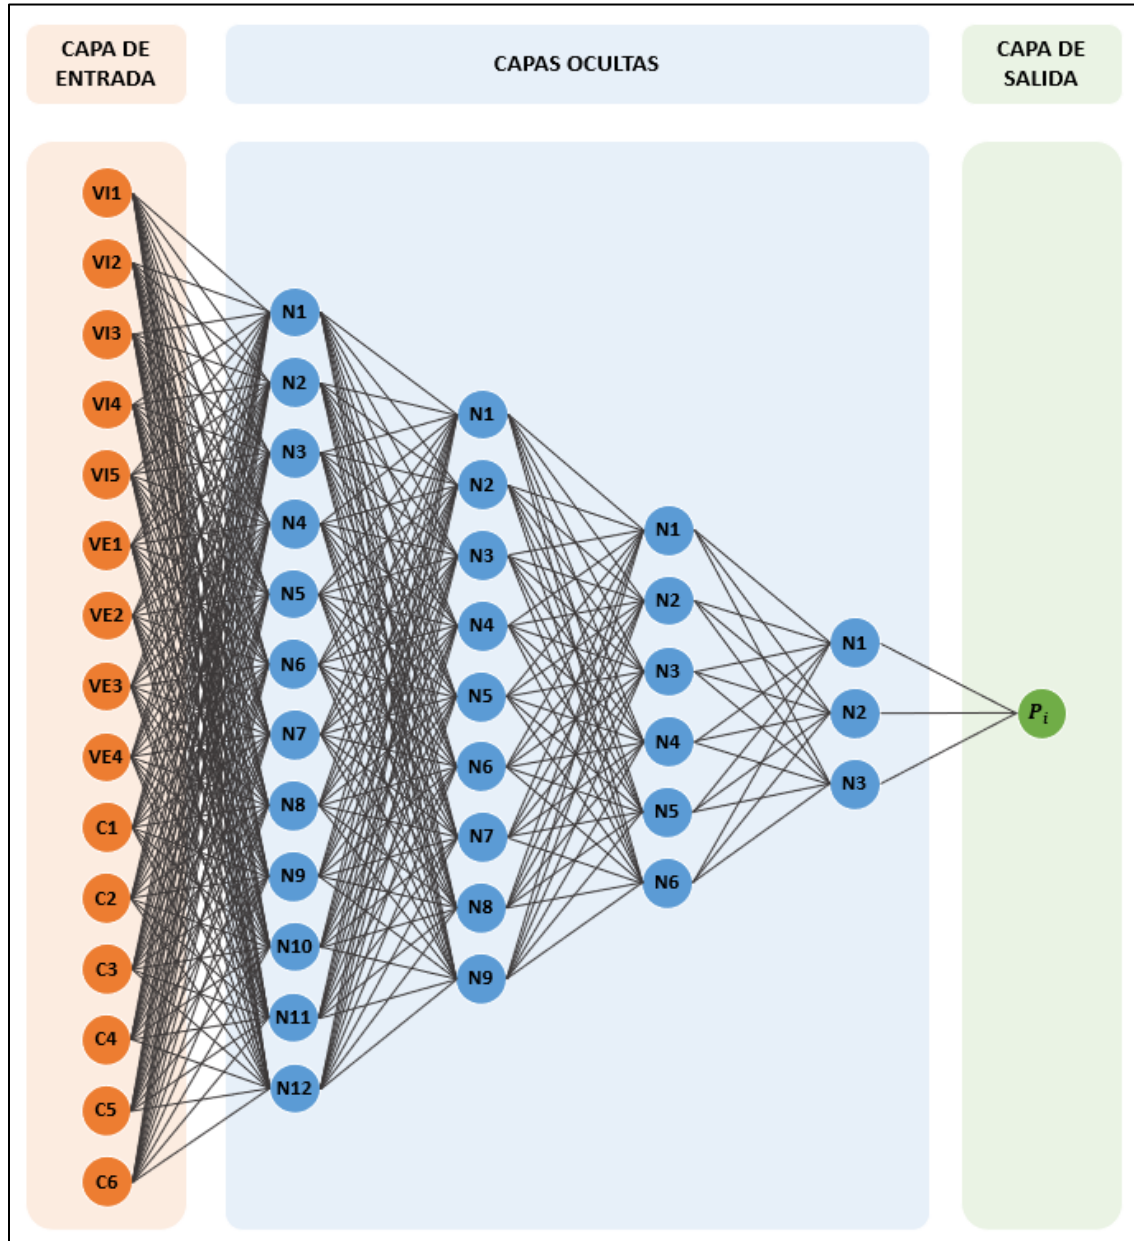 CAPA DE
ENTRADA
CAPAS OCULTAS
CAPA DE
SALIDA
VI1
VI2
VI3
VI4
VI5
VE1
VE2
VE3
VE4
C1
C2
C3
C4
C5
C6
N1
N2
N3
N4
N5
N6
N7
N8
N9
N10
N11
N12
N1
N2
N3
N4
N5
N6
N7
N8
N9
N1
N2
N3
N4
N5
N6
N1
N2
N3
P_i